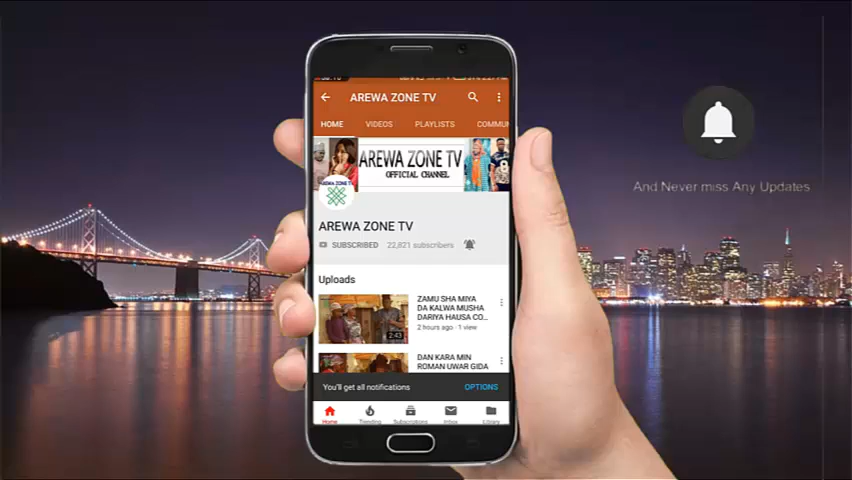 AREWA ZONE TV
HOME VIDEOS PLAYLISTS COMMUN
AREWA ZONE TV
OFFICIAL CHANNEL
AREWA ZONE T
AREWA ZONE TV
SUBSCRIBED 22,821 subscribers
Uploads
ZAMU SHA MIYA
DA KALWA MUSHA
DARIYA HAUSA CO...
2 hours ago · 1 view
2:43
DAN KARA MIN
ROMAN UWAR GIDA
You'll get all notifications OPTIONS
Home Trending Subscriptions Inbox Library
And Never miss Any Updates